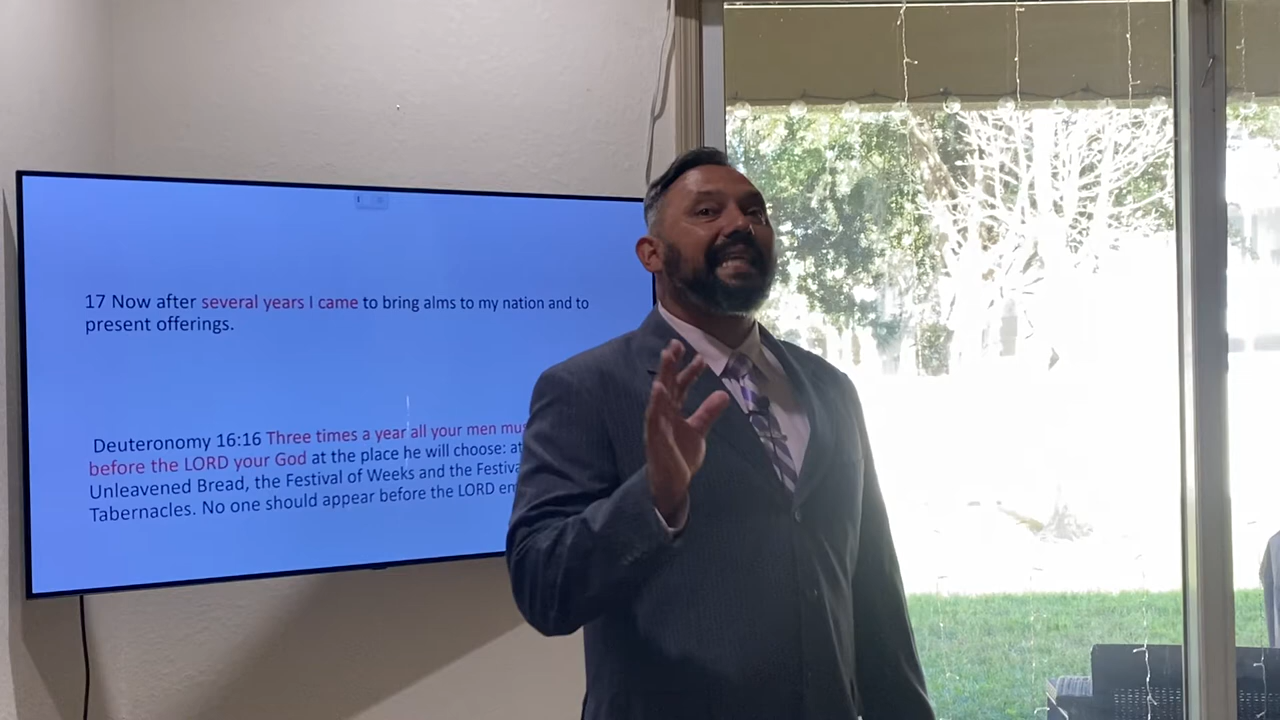 17 Now after several years I came to bring alms to my nation and to
present offerings.
Deuteronomy 16:16 Three times a year all your men
before the LORD your God at the place he will choose: at
Unleavened Bread, the Festival of Weeks and the
Tabernacles. No one should appear before the LORD